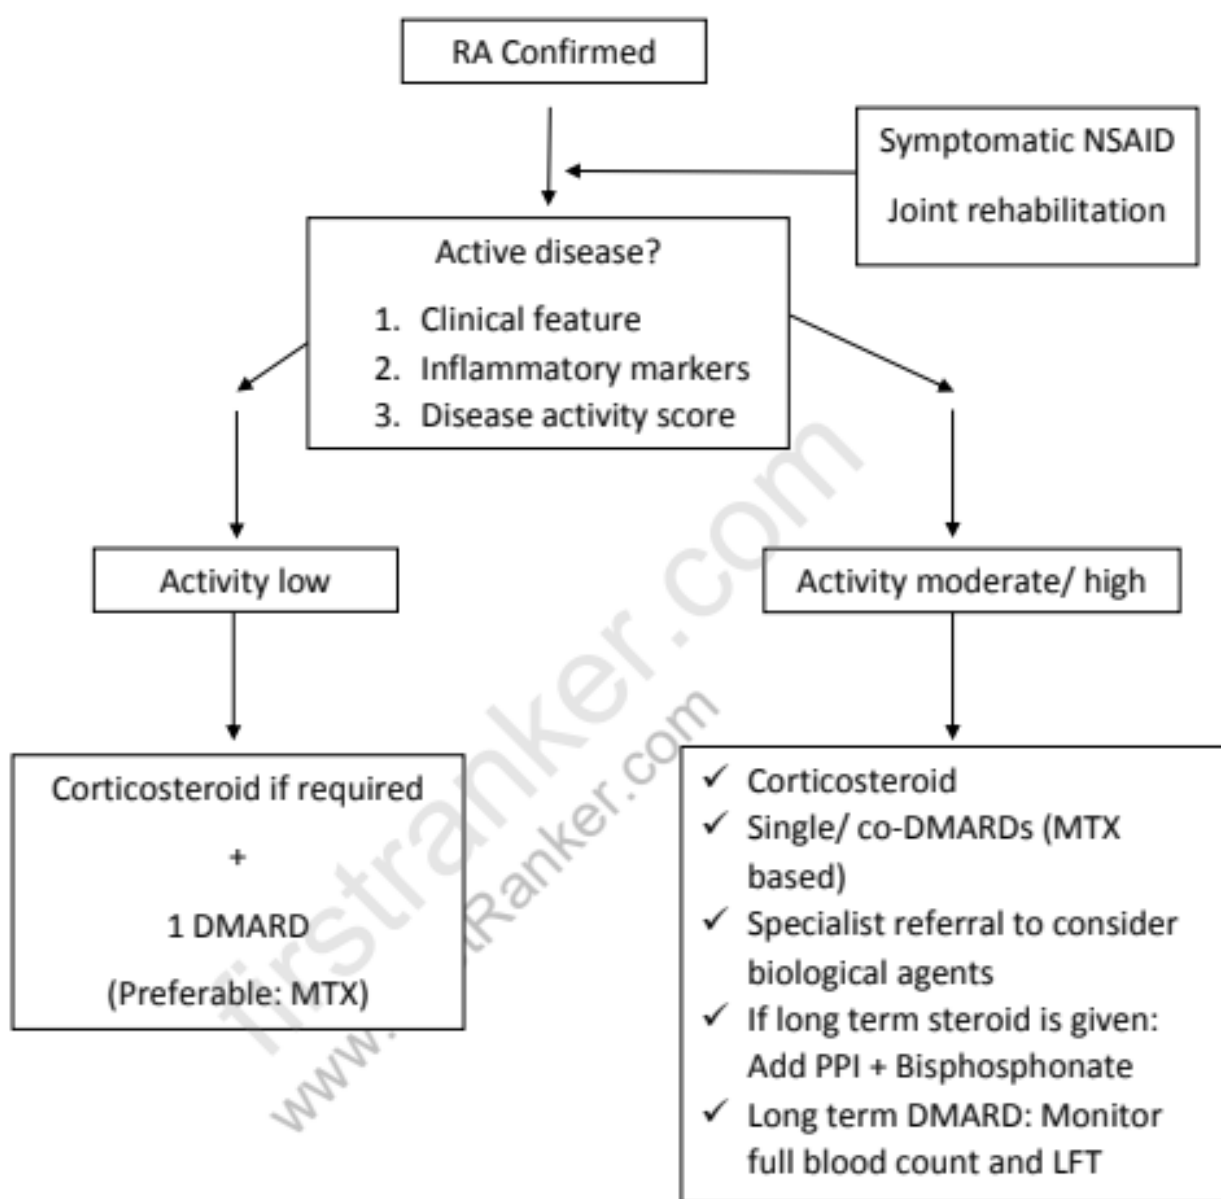 RA Confirmed
Symptomatic NSAID
Joint rehabilitation
Active disease?
1. Clinical feature
2. Inflammatory markers
3. Disease activity score
Activity low
Activity moderate/ high
Corticosteroid if required
+
1 DMARD
(Preferable: MTX)
✓ Corticosteroid
✓ Single/ co-DMARDs (MTX
based)
✓ Specialist referral to consider
biological agents
✓ If long term steroid is given:
Add PPI + Bisphosphonate
✓ Long term DMARD: Monitor
full blood count and LFT
firstranker.com